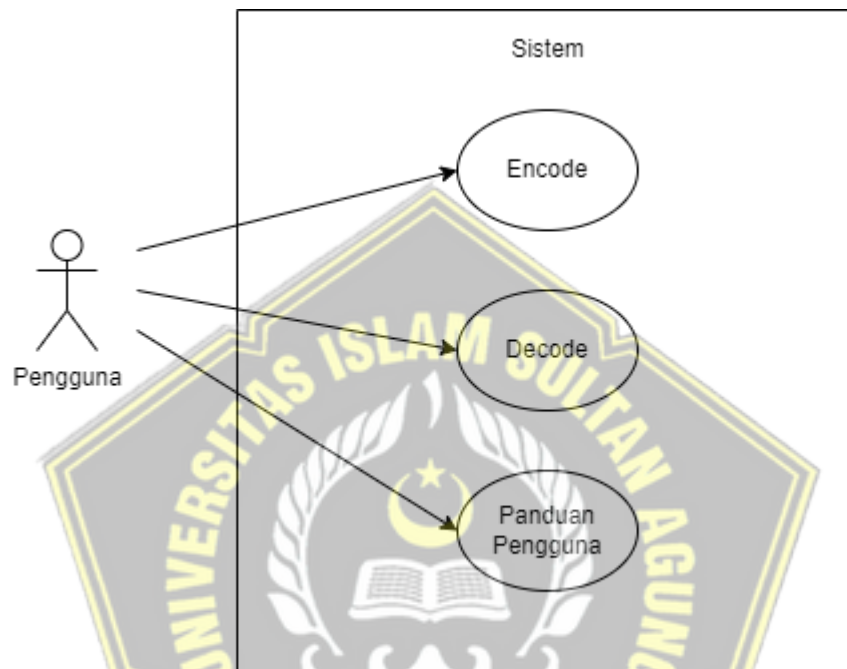 Sistem
Encode
Pengguna
Decode
Panduan
Pengguna
UNIVERSITAS ISLAM SULTAN AGUNG